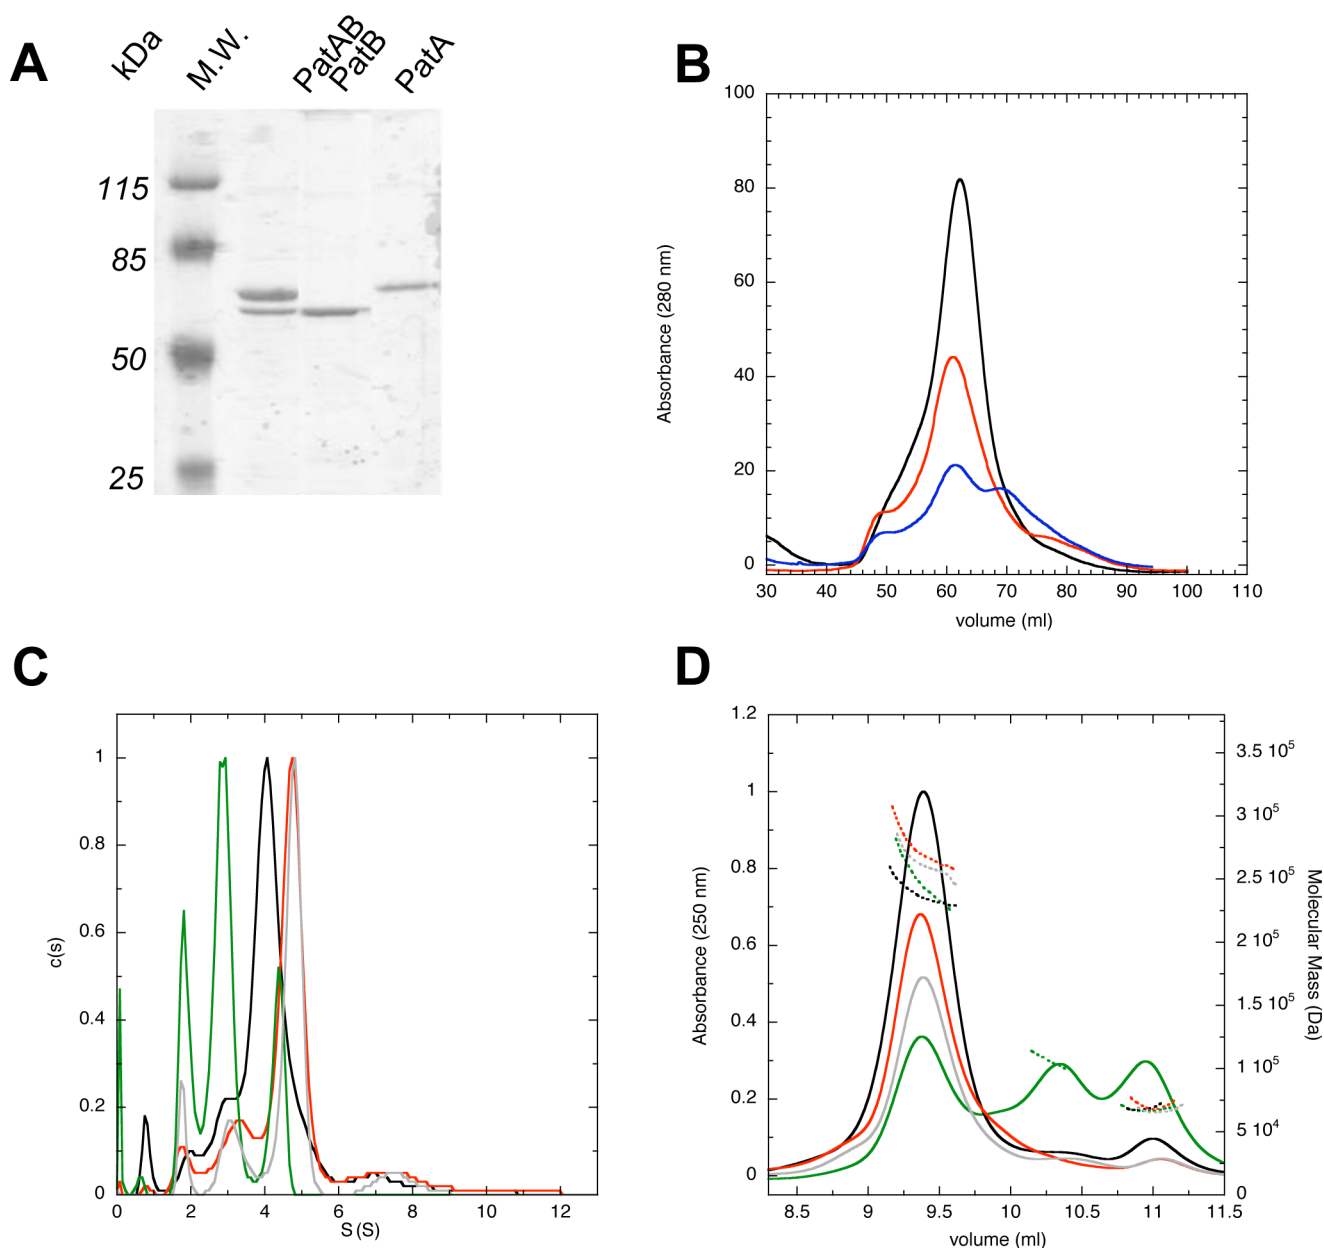 A
kDa
M.W.
PatAB
PatB
PatA
115
85
50
25
B
100
80
60
40
20
0
Absorbance (280 nm)
30 40 50 60 70 80 90 100 110
volume (ml)
C
1
0.8
0.6
0.4
0.2
0
c(s)
0 2 4 6 8 10 12
S (S)
D
1.2
1
0.8
0.6
0.4
0.2
0
Absorbance (250 nm)
3.5 10⁵
3 10⁵
2.5 10⁵
2 10⁵
1.5 10⁵
1 10⁵
5 10⁴
0
Molecular Mass (Da)
8.5 9 9.5 10 10.5 11 11.5
volume (ml)